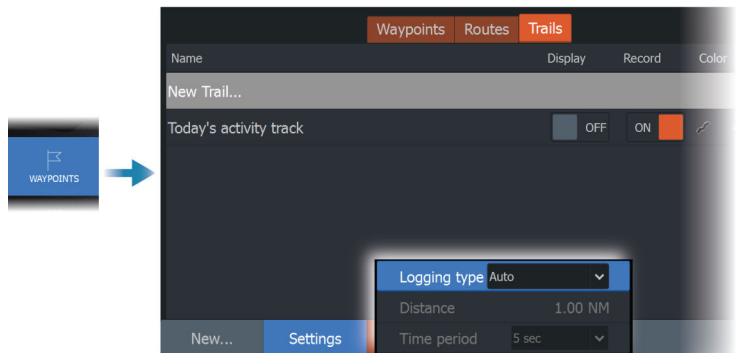 Waypoints Routes Trails
Name Display Record Color
New Trail...
Today's activity track OFF ON
WAYPOINTS
Logging type Auto
Distance 1.00 NM
New... Settings Time period 5 sec